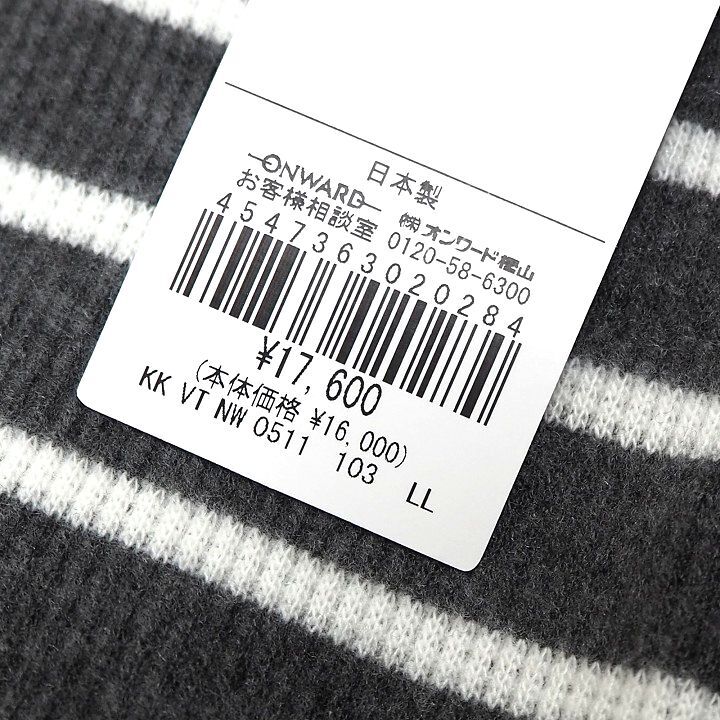 日本製
ONWARD ㈱オンワード樫山
お客様相談室 0120-58-6300
4547363020284
¥17,600
(本体価格 ¥16,000)
KK VT NW 0511 103 LL